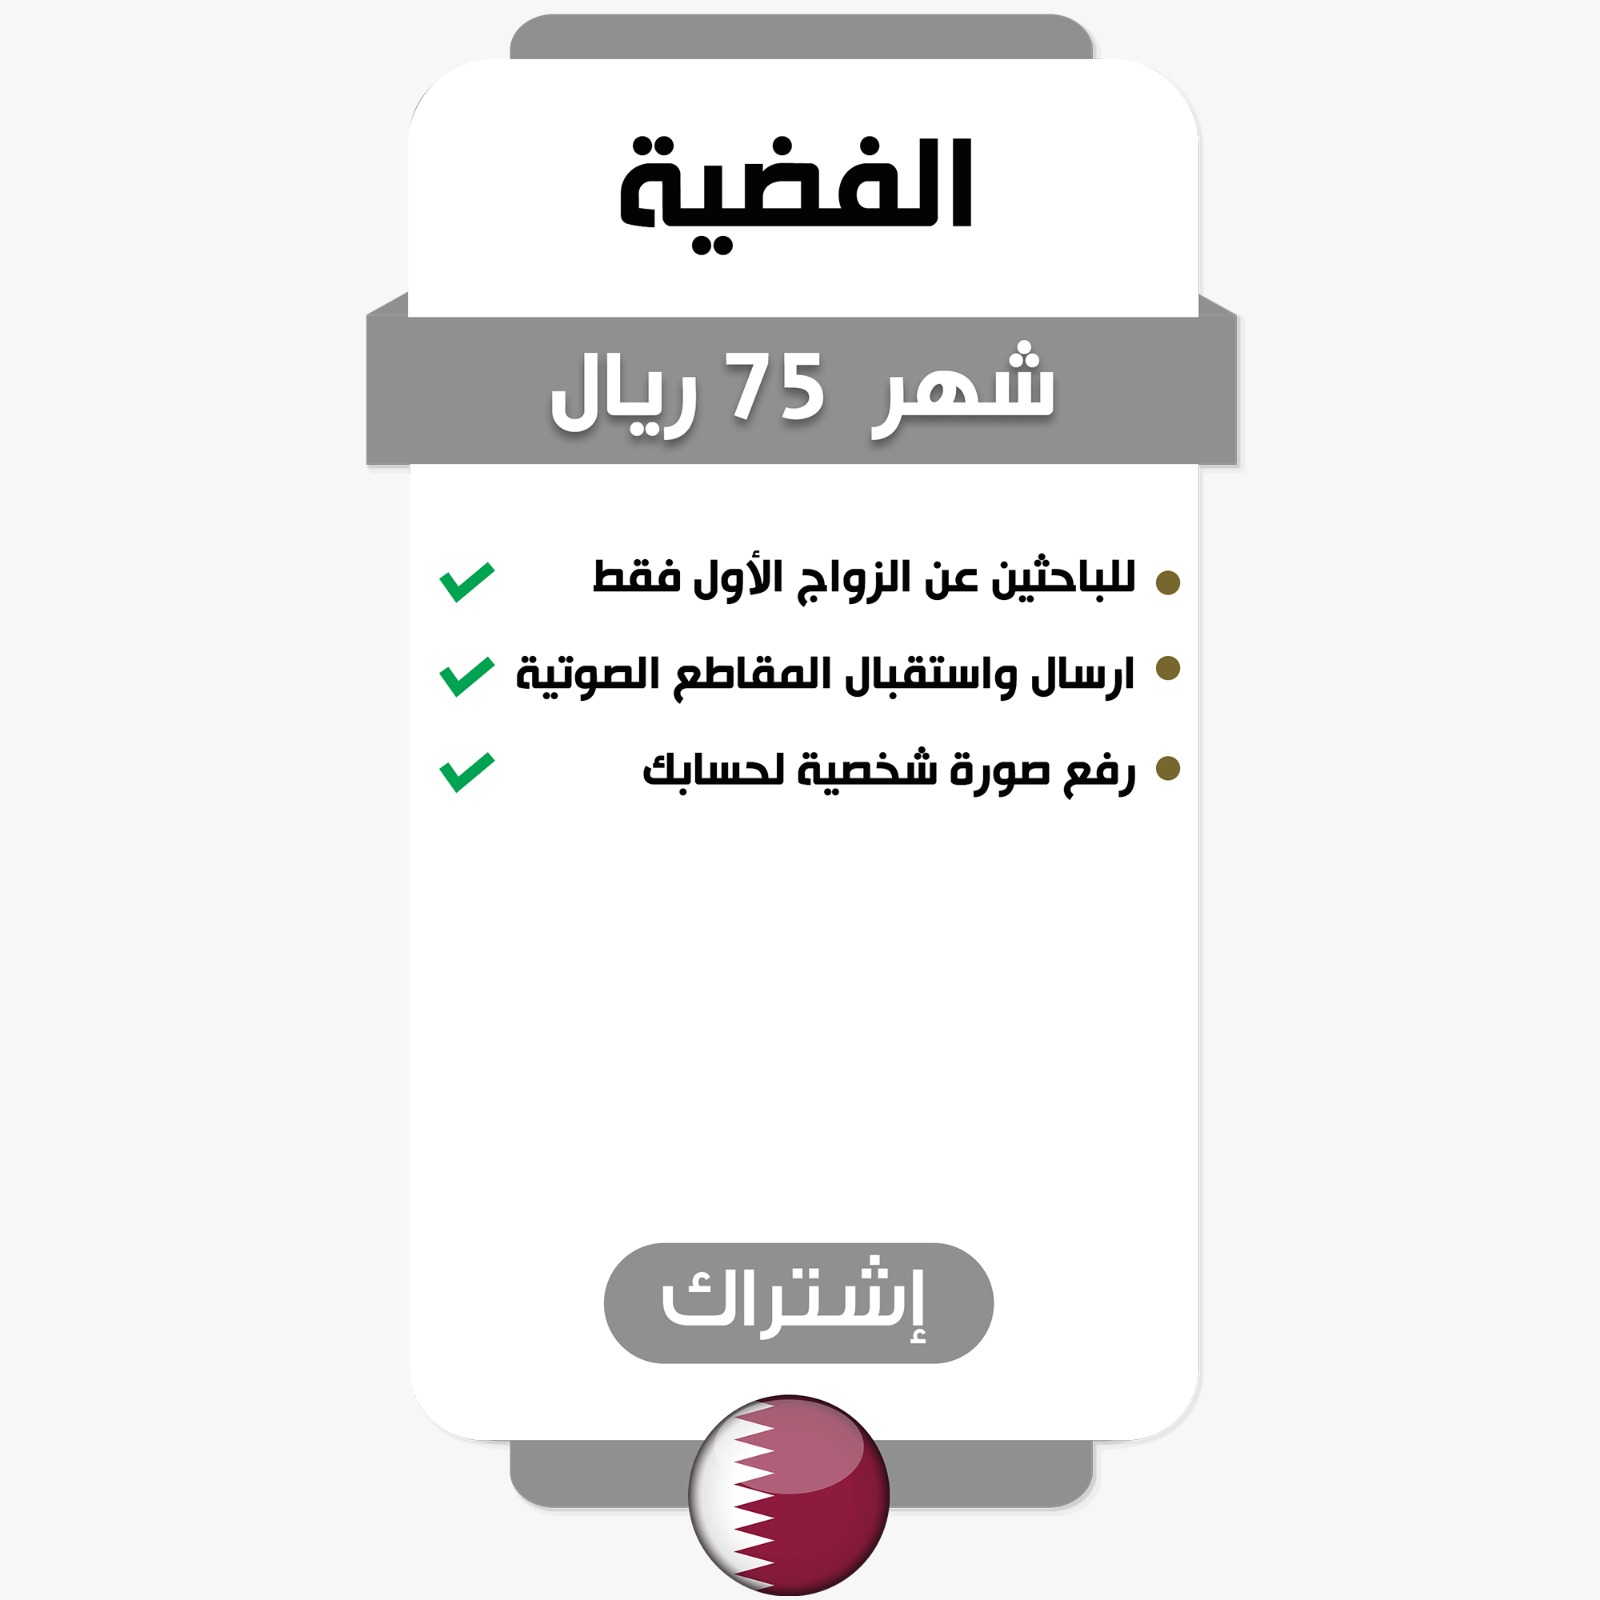 الفضية
شهر 75 ريال
للباحثين عن الزواج الأول فقط
ارسال واستقبال المقاطع الصوتية
رفع صورة شخصية لحسابك
إشتراك